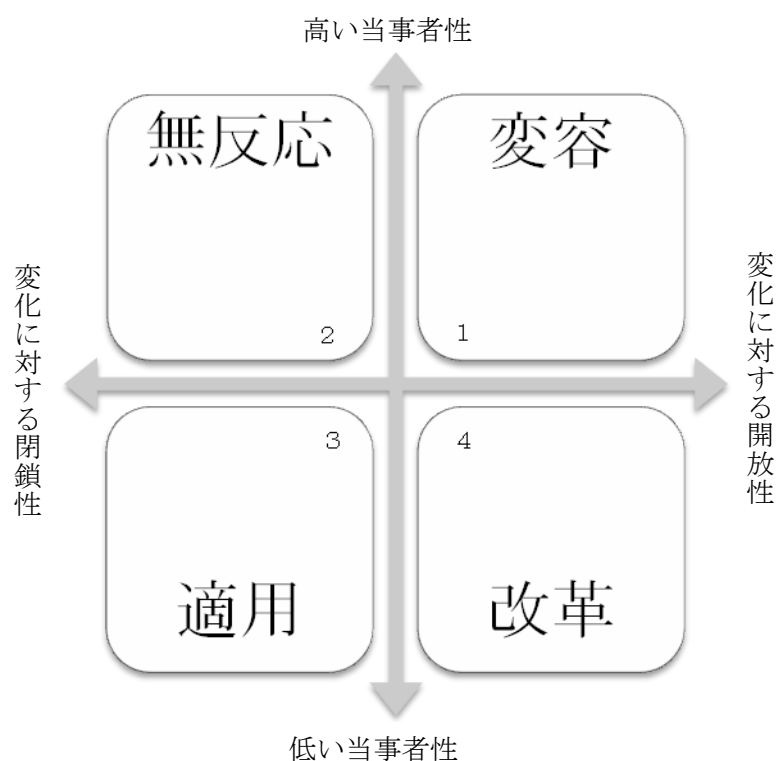 高い当事者性
無反応
変容
変化に対する閉鎖性
変化に対する開放性
2
1
3
4
適用
改革
低い当事者性